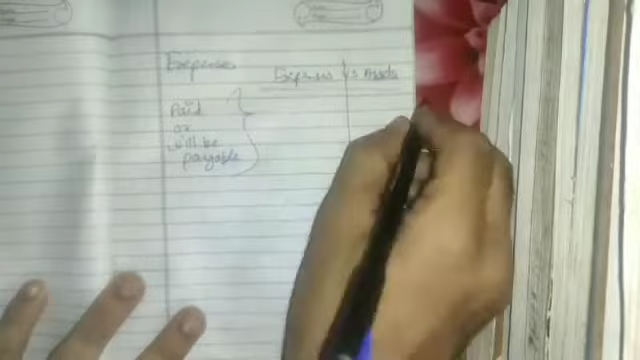 Expenses
Expenses Vs Assets
Paid
or
will be
payable